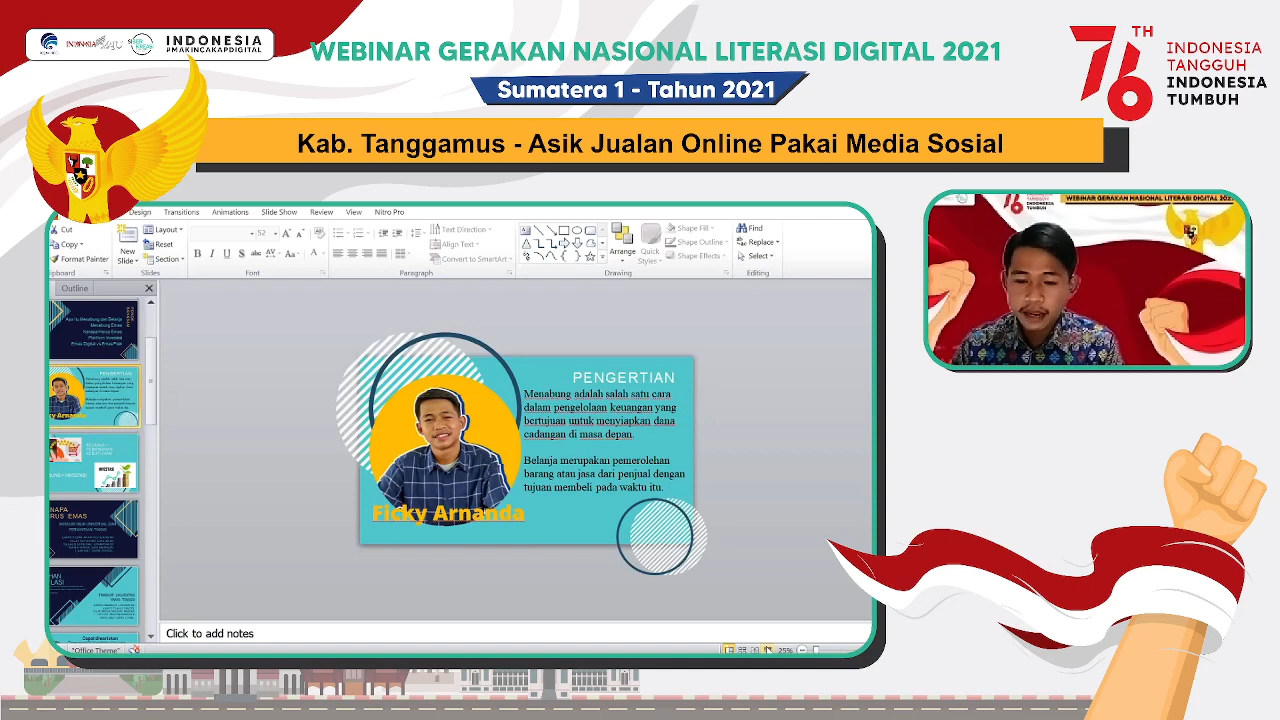 INDONESIA
#MAKINCAKAPDIGITAL
WEBINAR GERAKAN NASIONAL LITERASI DIGITAL 2021
Sumatera 1 - Tahun 2021
76TH
INDONESIA
TANGGUH
INDONESIA
TUMBUH
Kab. Tanggamus - Asik Jualan Online Pakai Media Sosial
Design Transitions Animations Slide Show Review View Nitro Pro
Cut
Copy
Format Painter
New
Slide
Layout
Reset
Section
Slides
52
Font
Text Direction
Align Text
Convert to SmartArt
Paragraph
Arrange
Quick
Styles
Shape Fill
Shape Outline
Shape Effects
Drawing
Find
Replace
Select
Editing
Outline
PENGERTIAN
Menabung adalah salah satu cara
dalam pengelolaan keuangan yang
bertujuan untuk menyiapkan dana
cadangan di masa depan.
Belanja merupakan pemerolehan
barang atau jasa dari penjual dengan
tujuan membeli pada waktu itu.
Ficky Arnanda
Click to add notes
"Office Theme"
25%
WEBINAR GERAKAN NASIONAL LITERASI DIGITAL 202